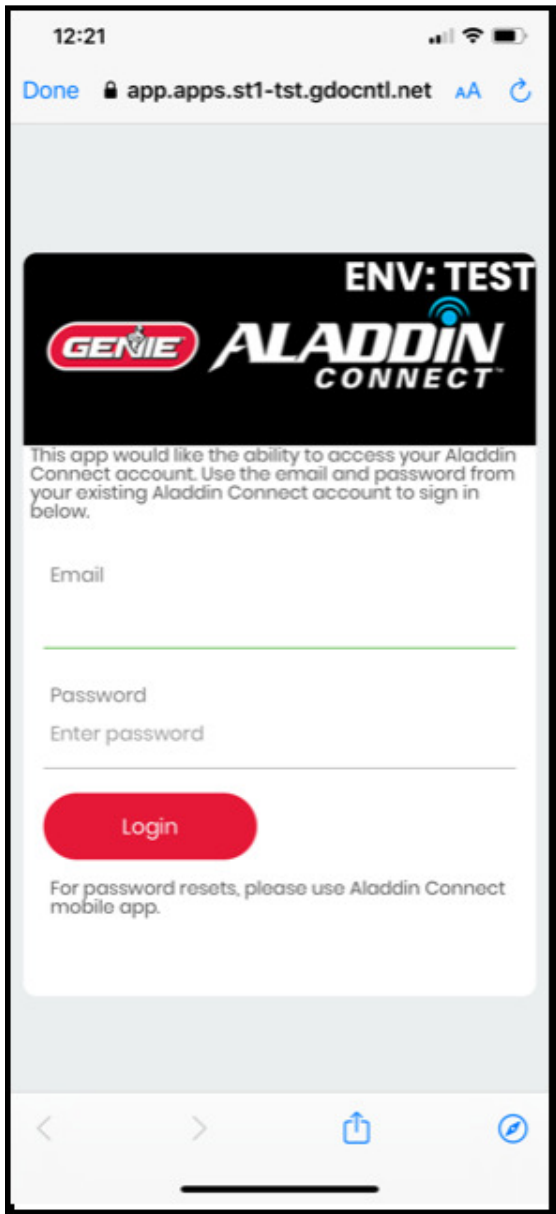 12:21
Done app.apps.st1-tst.gdocntl.net AA
ENV: TEST
GENIE ALADDIN
CONNECT™
This app would like the ability to access your Aladdin
Connect account. Use the email and password from
your existing Aladdin Connect account to sign in
below.
Email
Password
Enter password
Login
For password resets, please use Aladdin Connect
mobile app.